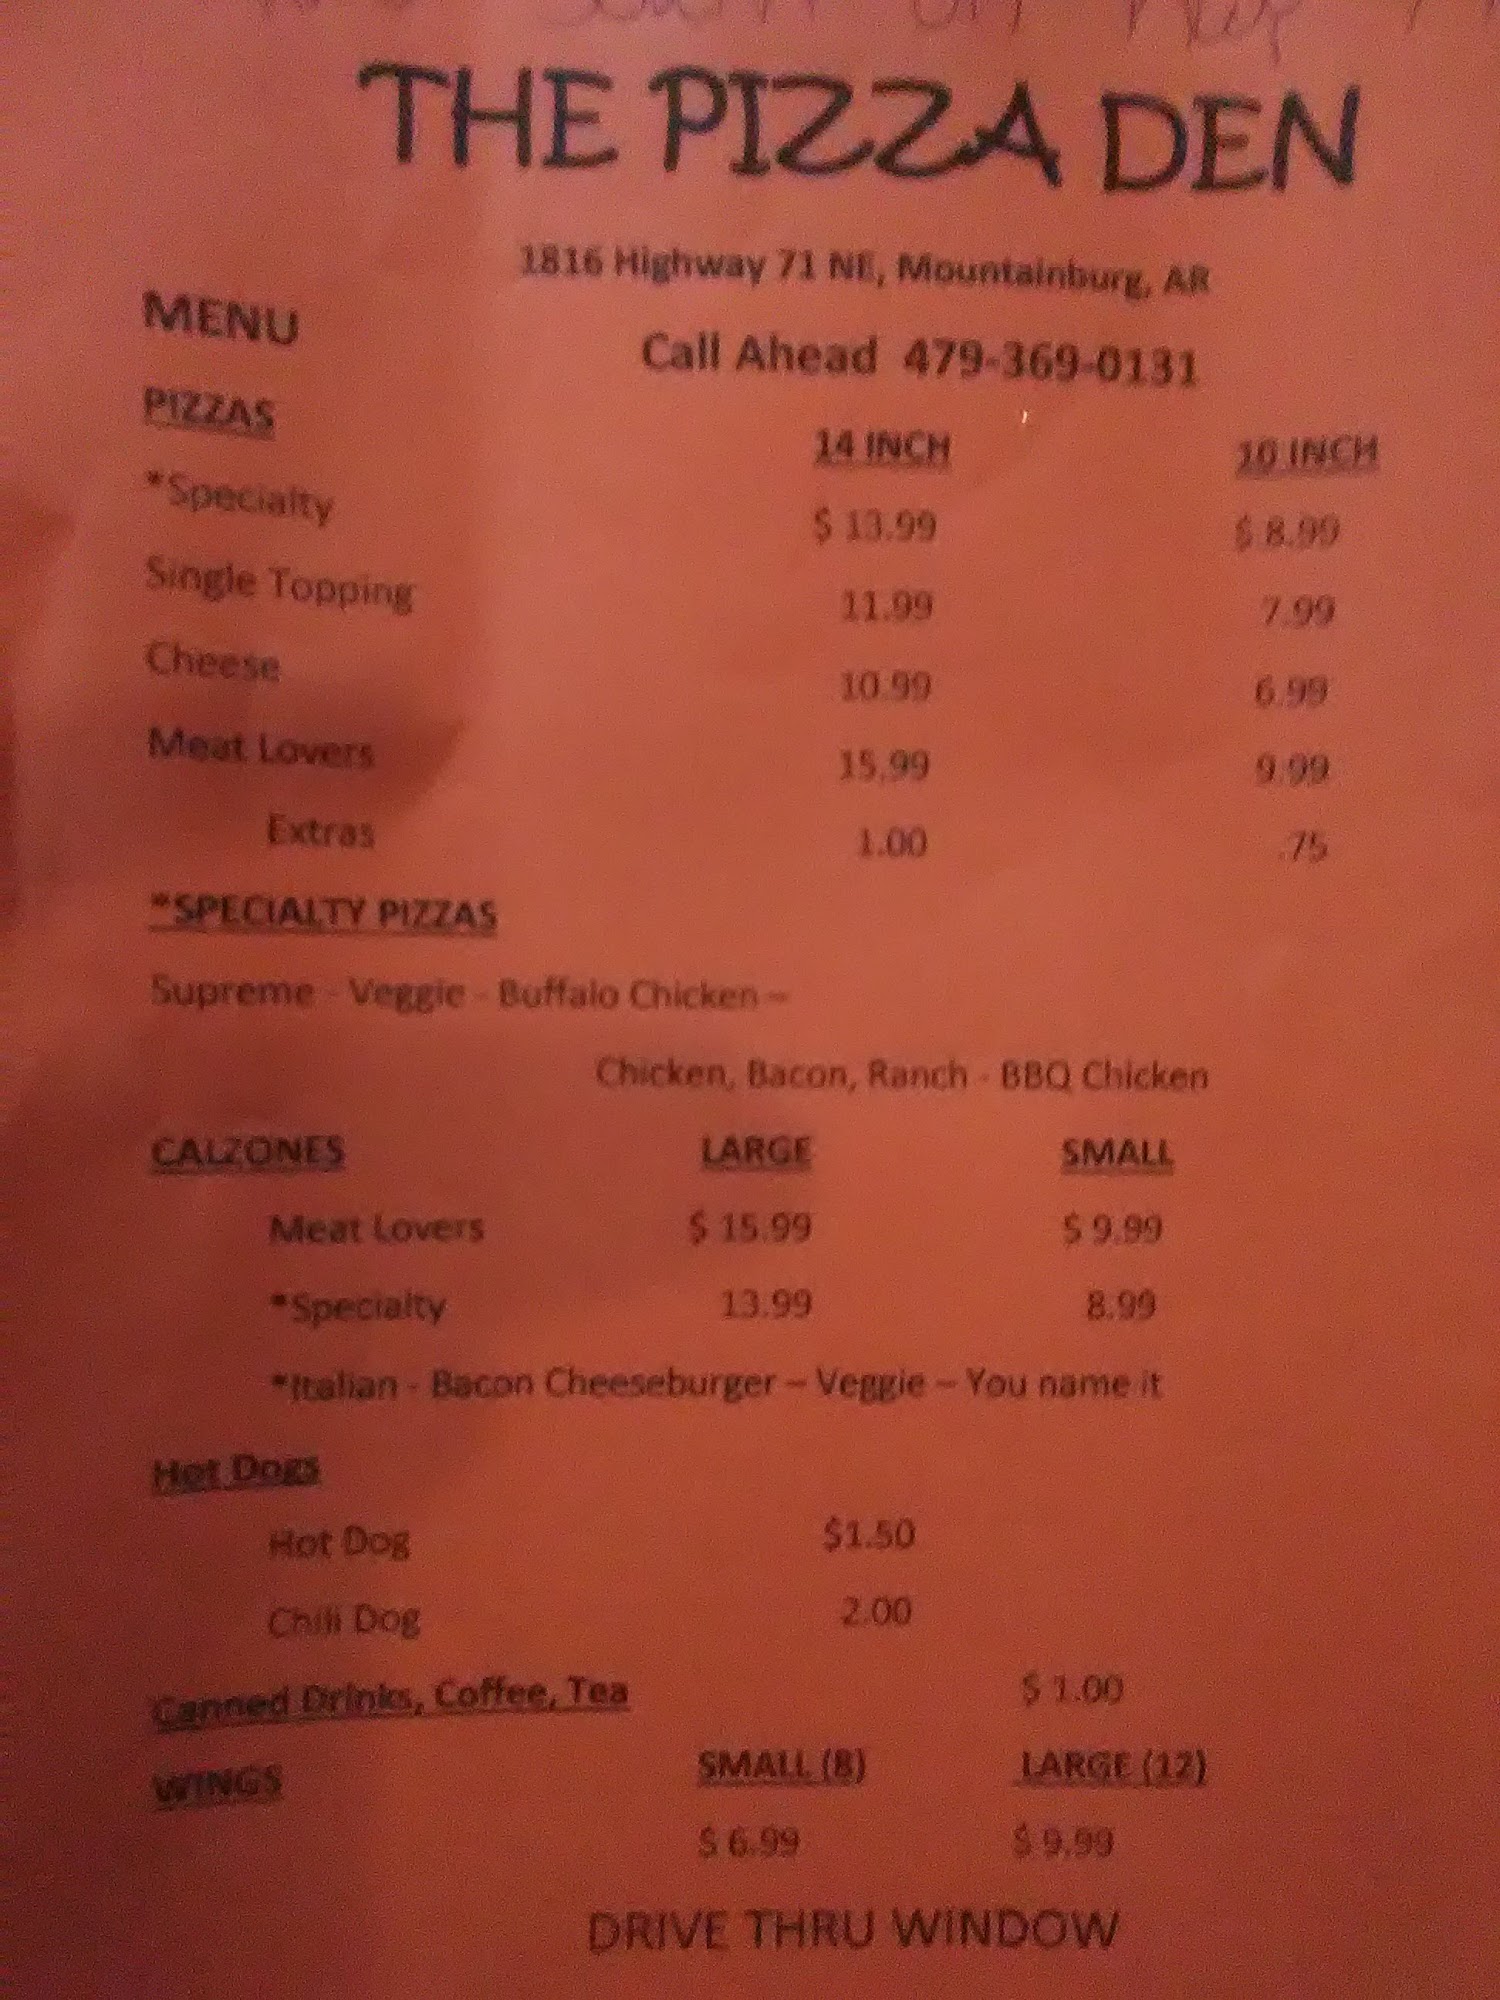 THE PIZZA DEN
1816 Highway 71 NE, Mountainburg, AR
MENU
Call Ahead 479-369-0131
PIZZAS 14 INCH 10 INCH
*Specialty $ 13.99 $ 8.99
Single Topping 11.99 7.99
Cheese 10.99 6.99
Meat Lovers 15.99 9.99
Extras 1.00 .75
*SPECIALTY PIZZAS
Supreme - Veggie - Buffalo Chicken –
Chicken, Bacon, Ranch - BBQ Chicken
CALZONES LARGE SMALL
Meat Lovers $ 15.99 $ 9.99
*Specialty 13.99 8.99
*Italian - Bacon Cheeseburger – Veggie – You name it
Hot Dogs
Hot Dog $1.50
Chili Dog 2.00
Canned Drinks, Coffee, Tea $ 1.00
WINGS SMALL (8) LARGE (12)
$ 6.99 $ 9.99
DRIVE THRU WINDOW